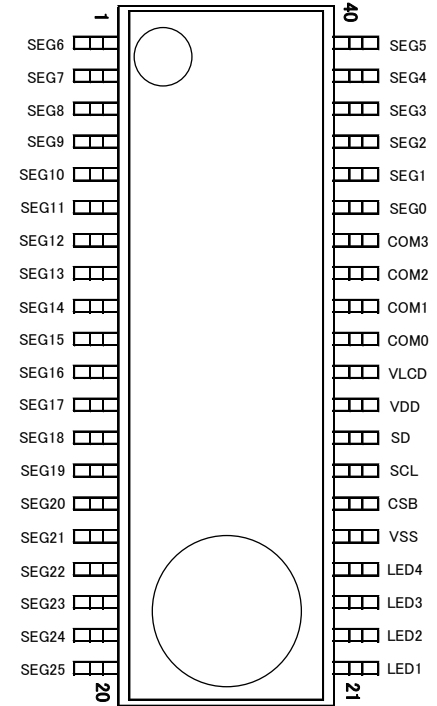 1 40
SEG6 SEG5
SEG7 SEG4
SEG8 SEG3
SEG9 SEG2
SEG10 SEG1
SEG11 SEG0
SEG12 COM3
SEG13 COM2
SEG14 COM1
SEG15 COM0
SEG16 VLCD
SEG17 VDD
SEG18 SD
SEG19 SCL
SEG20 CSB
SEG21 VSS
SEG22 LED4
SEG23 LED3
SEG24 LED2
SEG25 LED1
20 21